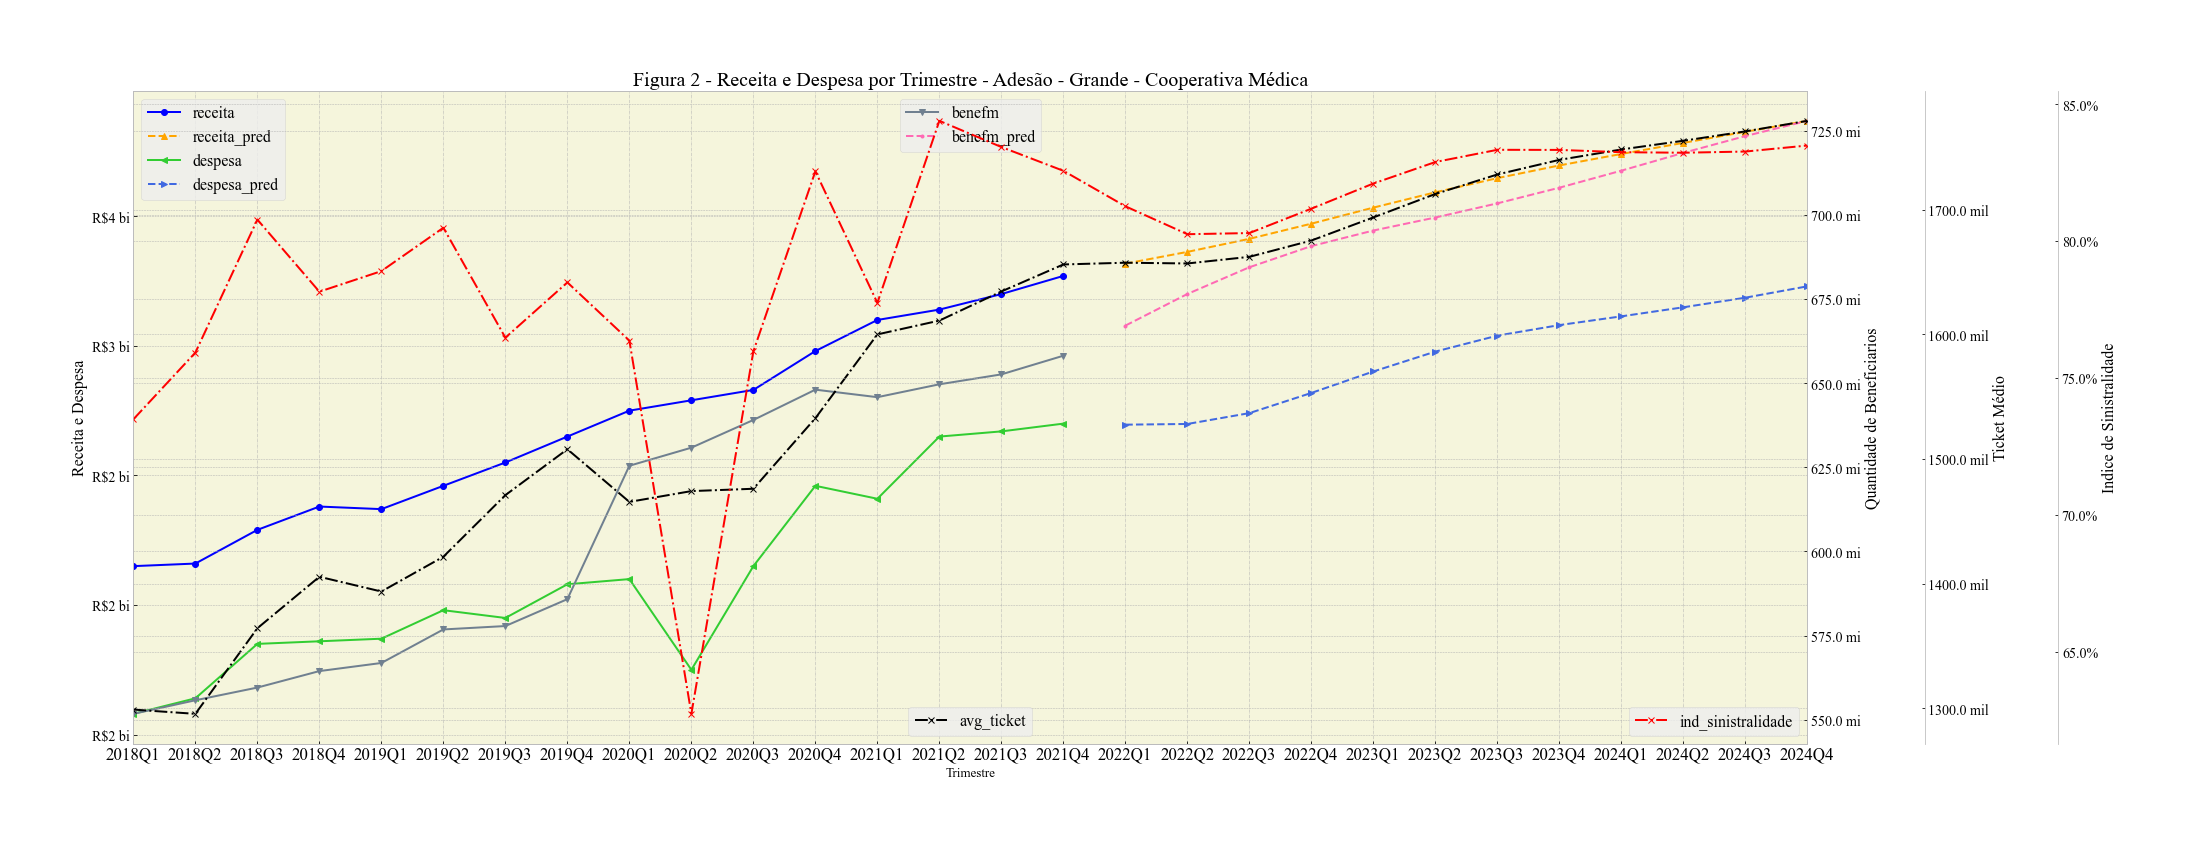 Figura 2 - Receita e Despesa por Trimestre - Adesão - Grande - Cooperativa Médica
receita
receita_pred
despesa
despesa_pred
benefm
benefm_pred
avg_ticket
ind_sinistralidade
Receita e Despesa
R$4 bi
R$3 bi
R$2 bi
R$2 bi
R$2 bi
2018Q1 2018Q2 2018Q3 2018Q4 2019Q1 2019Q2 2019Q3 2019Q4 2020Q1 2020Q2 2020Q3 2020Q4 2021Q1 2021Q2 2021Q3 2021Q4 2022Q1 2022Q2 2022Q3 2022Q4 2023Q1 2023Q2 2023Q3 2023Q4 2024Q1 2024Q2 2024Q3 2024Q4
Trimestre
725.0 mi
700.0 mi
675.0 mi
650.0 mi
625.0 mi
600.0 mi
575.0 mi
550.0 mi
Quantidade de Beneficiarios
1700.0 mil
1600.0 mil
1500.0 mil
1400.0 mil
1300.0 mil
Ticket Médio
85.0%
80.0%
75.0%
70.0%
65.0%
Indice de Sinistralidade